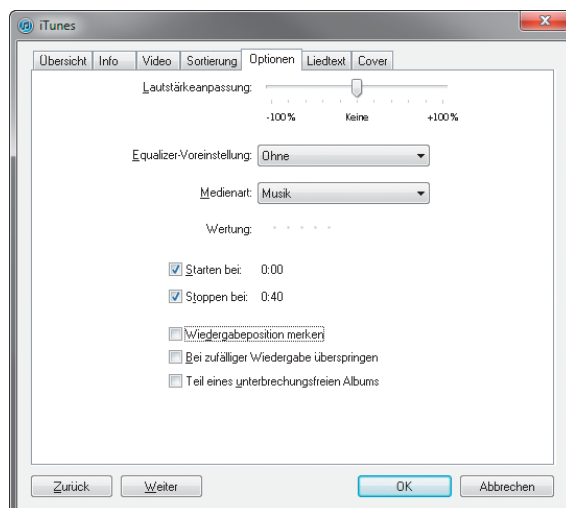 iTunes
Übersicht Info Video Sortierung Optionen Liedtext Cover
Lautstärkeanpassung:
-100% Keine +100%
Equalizer-Voreinstellung: Ohne
Medienart: Musik
Wertung:
Starten bei: 0:00
Stoppen bei: 0:40
Wiedergabeposition merken
Bei zufälliger Wiedergabe überspringen
Teil eines unterbrechungsfreien Albums
Zurück Weiter OK Abbrechen